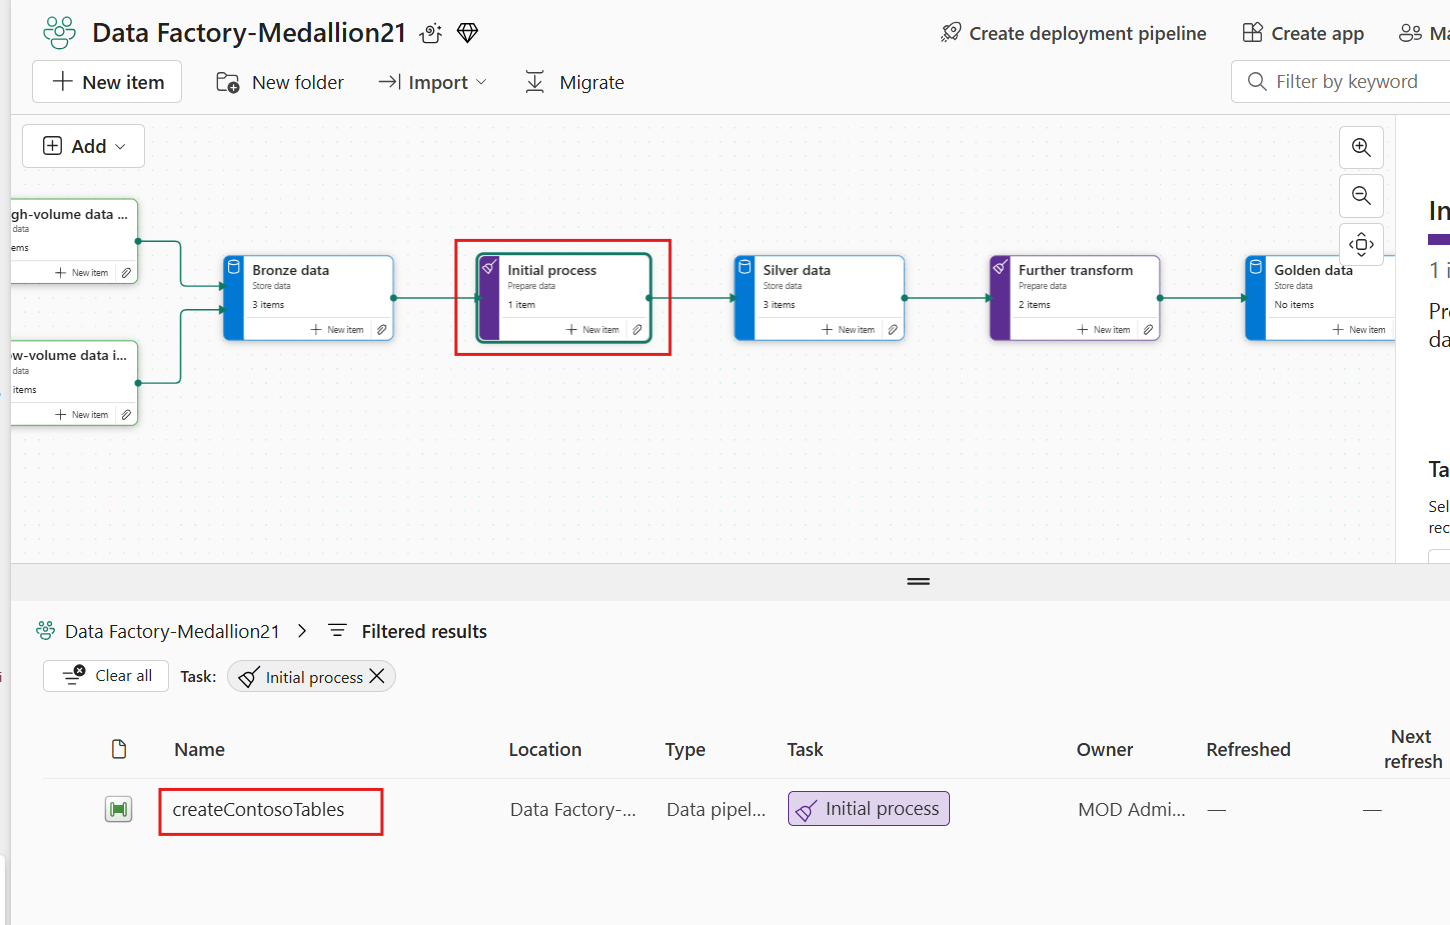 Data Factory-Medallion21
Create deployment pipeline
Create app
Ma
New item
New folder
Import
Migrate
Filter by keyword
Add
gh-volume data ...
data
ems
New item
Bronze data
Store data
3 items
New item
Initial process
Prepare data
1 item
New item
Silver data
Store data
3 items
New item
Further transform
Prepare data
2 items
New item
Golden data
Store data
No items
New item
ow-volume data i...
data
items
New item
In
1 i
Pre
da
Ta
Sel
rec
Data Factory-Medallion21
Filtered results
Clear all
Task:
Initial process
Name
Location
Type
Task
Owner
Refreshed
Next
refresh
createContosoTables
Data Factory-...
Data pipel...
Initial process
MOD Admi...
—
—